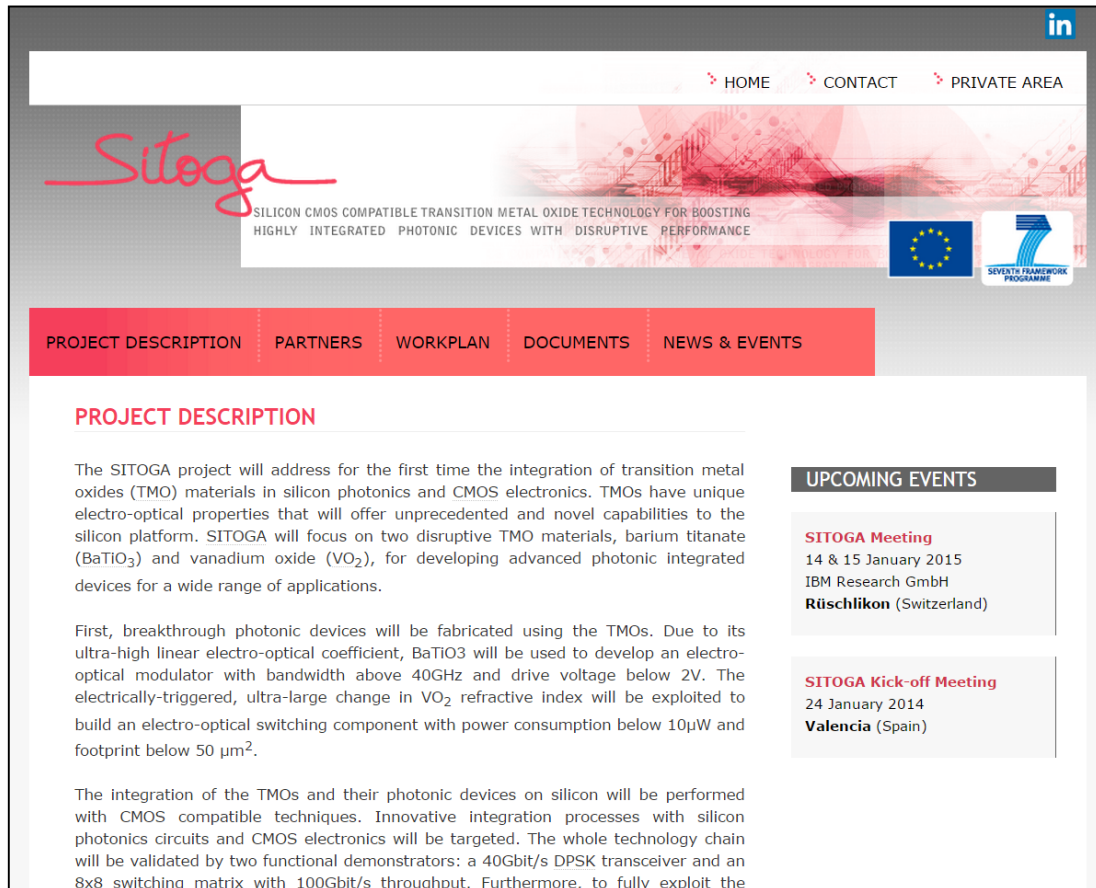 in
HOME
CONTACT
PRIVATE AREA
Sitoga
SILICON CMOS COMPATIBLE TRANSITION METAL OXIDE TECHNOLOGY FOR BOOSTING
HIGHLY INTEGRATED PHOTONIC DEVICES WITH DISRUPTIVE PERFORMANCE
7
SEVENTH FRAMEWORK
PROGRAMME
PROJECT DESCRIPTION
PARTNERS
WORKPLAN
DOCUMENTS
NEWS & EVENTS
PROJECT DESCRIPTION
The SITOGA project will address for the first time the integration of transition metal
oxides (TMO) materials in silicon photonics and CMOS electronics. TMOs have unique
electro-optical properties that will offer unprecedented and novel capabilities to the
silicon platform. SITOGA will focus on two disruptive TMO materials, barium titanate
(BaTiO3) and vanadium oxide (VO2), for developing advanced photonic integrated
devices for a wide range of applications.
First, breakthrough photonic devices will be fabricated using the TMOs. Due to its
ultra-high linear electro-optical coefficient, BaTiO3 will be used to develop an electro-
optical modulator with bandwidth above 40GHz and drive voltage below 2V. The
electrically-triggered, ultra-large change in VO2 refractive index will be exploited to
build an electro-optical switching component with power consumption below 10µW and
footprint below 50 µm2.
The integration of the TMOs and their photonic devices on silicon will be performed
with CMOS compatible techniques. Innovative integration processes with silicon
photonics circuits and CMOS electronics will be targeted. The whole technology chain
will be validated by two functional demonstrators: a 40Gbit/s DPSK transceiver and an
8x8 switching matrix with 100Gbit/s throughput. Furthermore, to fully exploit the
UPCOMING EVENTS
SITOGA Meeting
14 & 15 January 2015
IBM Research GmbH
Rüschlikon (Switzerland)
SITOGA Kick-off Meeting
24 January 2014
Valencia (Spain)